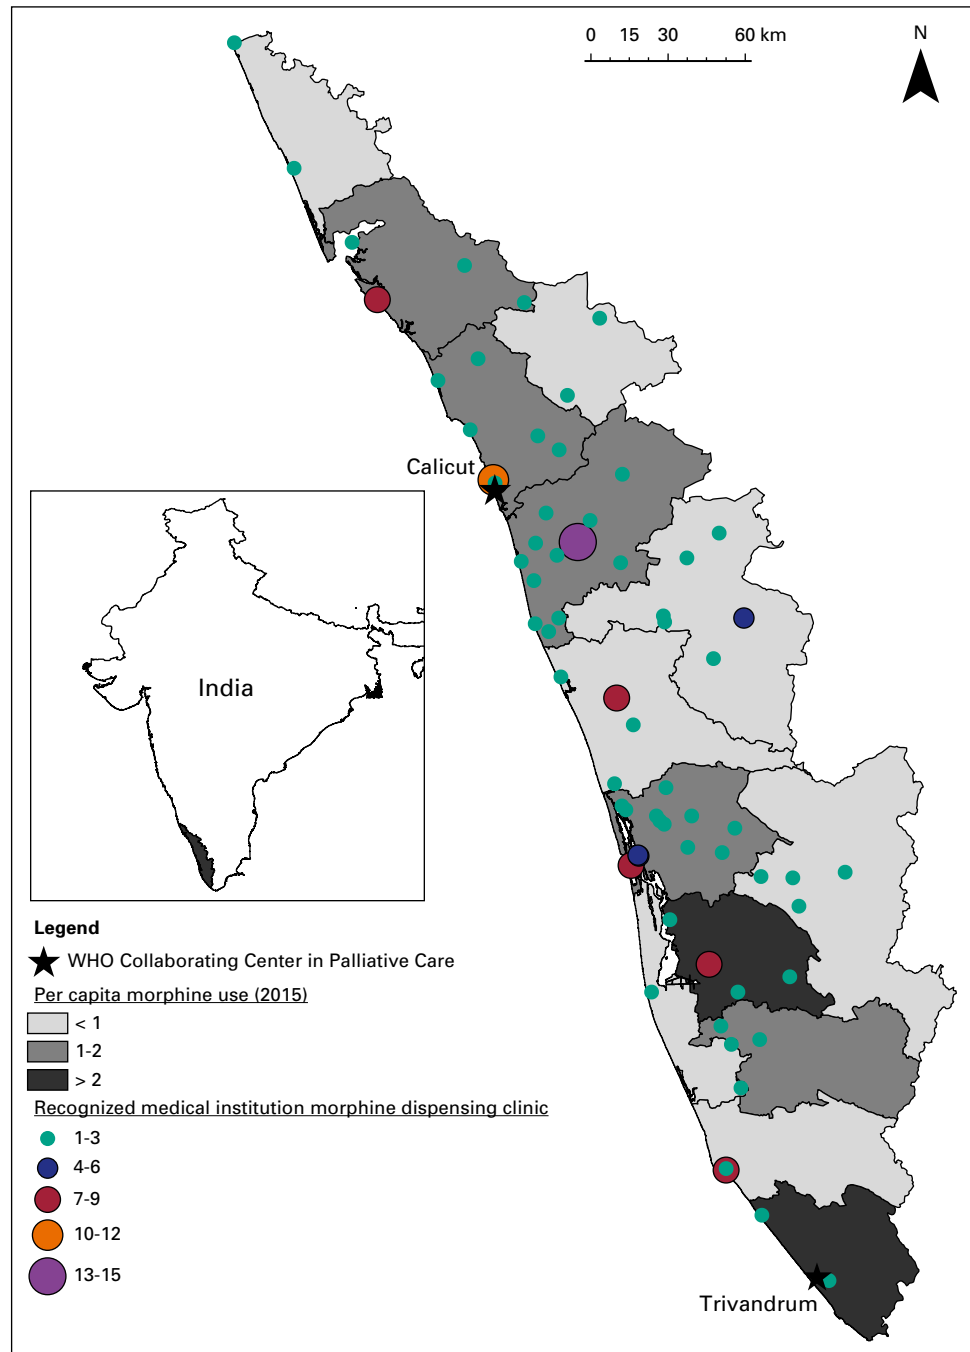 0 15 30 60 km
N
Calicut
India
Legend
WHO Collaborating Center in Palliative Care
Per capita morphine use (2015)
< 1
1-2
> 2
Recognized medical institution morphine dispensing clinic
1-3
4-6
7-9
10-12
13-15
Trivandrum